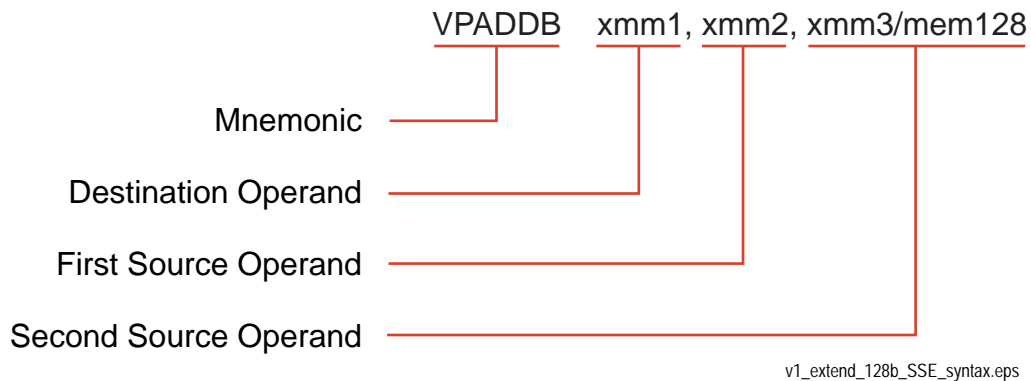 VPADDB xmm1, xmm2, xmm3/mem128
Mnemonic
Destination Operand
First Source Operand
Second Source Operand
v1_extend_128b_SSE_syntax.eps